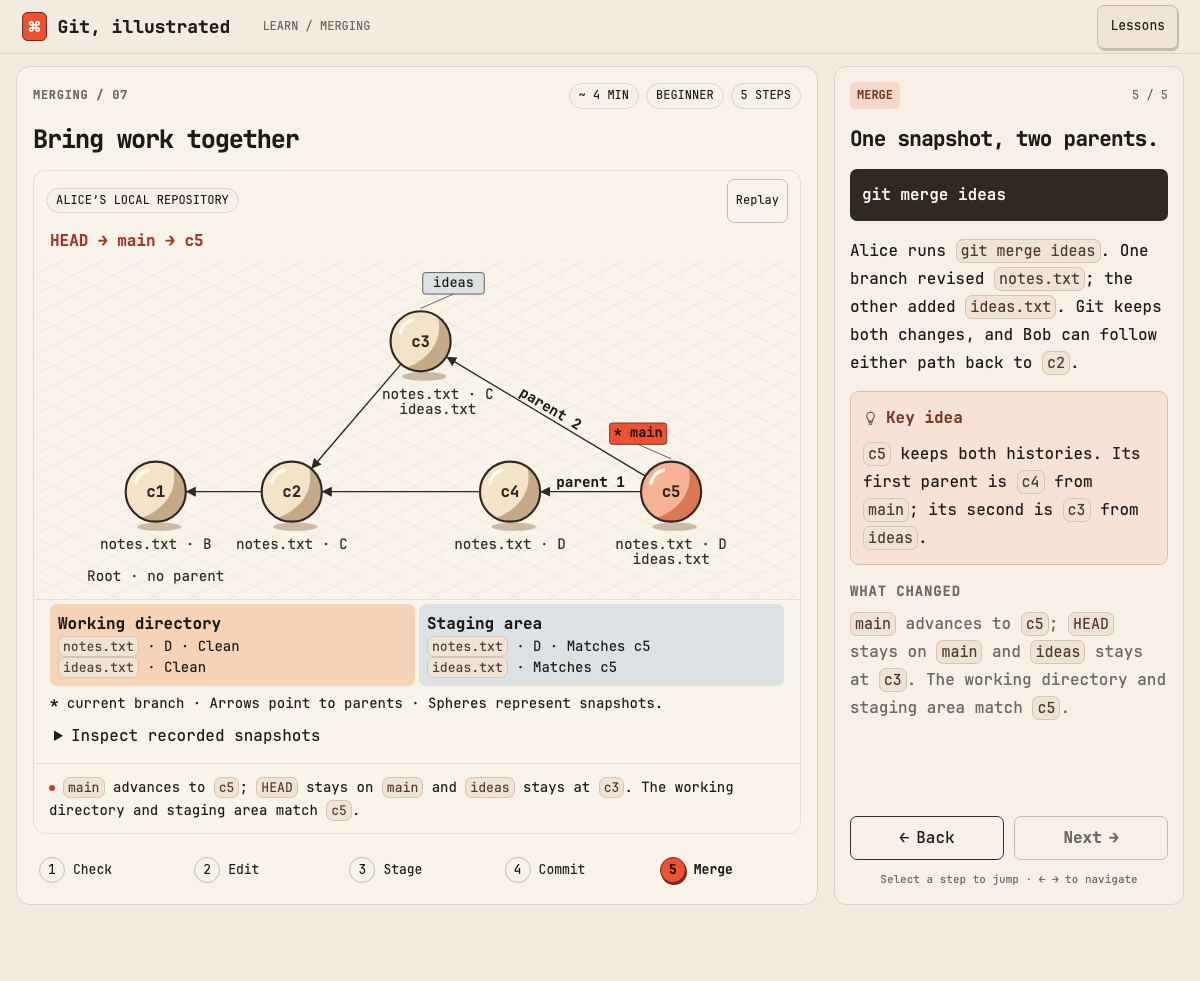 ⌘ Git, illustrated
LEARN / MERGING
Lessons
MERGING / 07
~ 4 MIN
BEGINNER
5 STEPS
Bring work together
ALICE’S LOCAL REPOSITORY
Replay
HEAD → main → c5
ideas
c3
notes.txt · C
ideas.txt
parent 2
* main
c1
c2
c4
parent 1
c5
notes.txt · B
notes.txt · C
notes.txt · D
notes.txt · D
ideas.txt
Root · no parent
Working directory
notes.txt · D · Clean
ideas.txt · Clean
Staging area
notes.txt · D · Matches c5
ideas.txt · Matches c5
* current branch · Arrows point to parents · Spheres represent snapshots.
▶ Inspect recorded snapshots
• main advances to c5; HEAD stays on main and ideas stays at c3. The working
directory and staging area match c5.
1 Check
2 Edit
3 Stage
4 Commit
5 Merge
MERGE
5 / 5
One snapshot, two parents.
git merge ideas
Alice runs git merge ideas. One
branch revised notes.txt; the
other added ideas.txt. Git keeps
both changes, and Bob can follow
either path back to c2.
Key idea
c5 keeps both histories. Its
first parent is c4 from
main; its second is c3 from
ideas.
WHAT CHANGED
main advances to c5; HEAD
stays on main and ideas stays
at c3. The working directory and
staging area match c5.
← Back
Next →
Select a step to jump · ← → to navigate